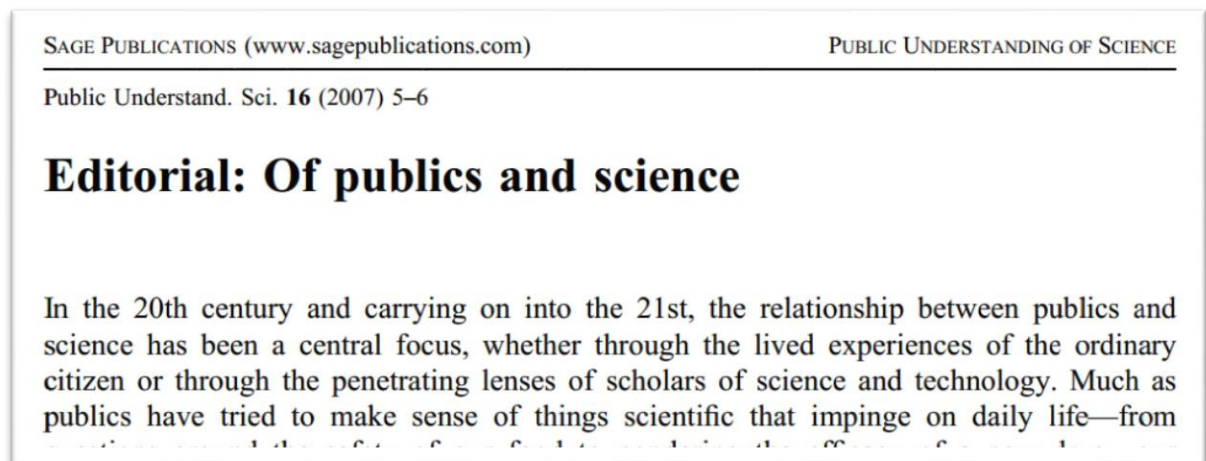 SAGE PUBLICATIONS (www.sagepublications.com) PUBLIC UNDERSTANDING OF SCIENCE
Public Understand. Sci. 16 (2007) 5–6
Editorial: Of publics and science
In the 20th century and carrying on into the 21st, the relationship between publics and
science has been a central focus, whether through the lived experiences of the ordinary
citizen or through the penetrating lenses of scholars of science and technology. Much as
publics have tried to make sense of things scientific that impinge on daily life—from